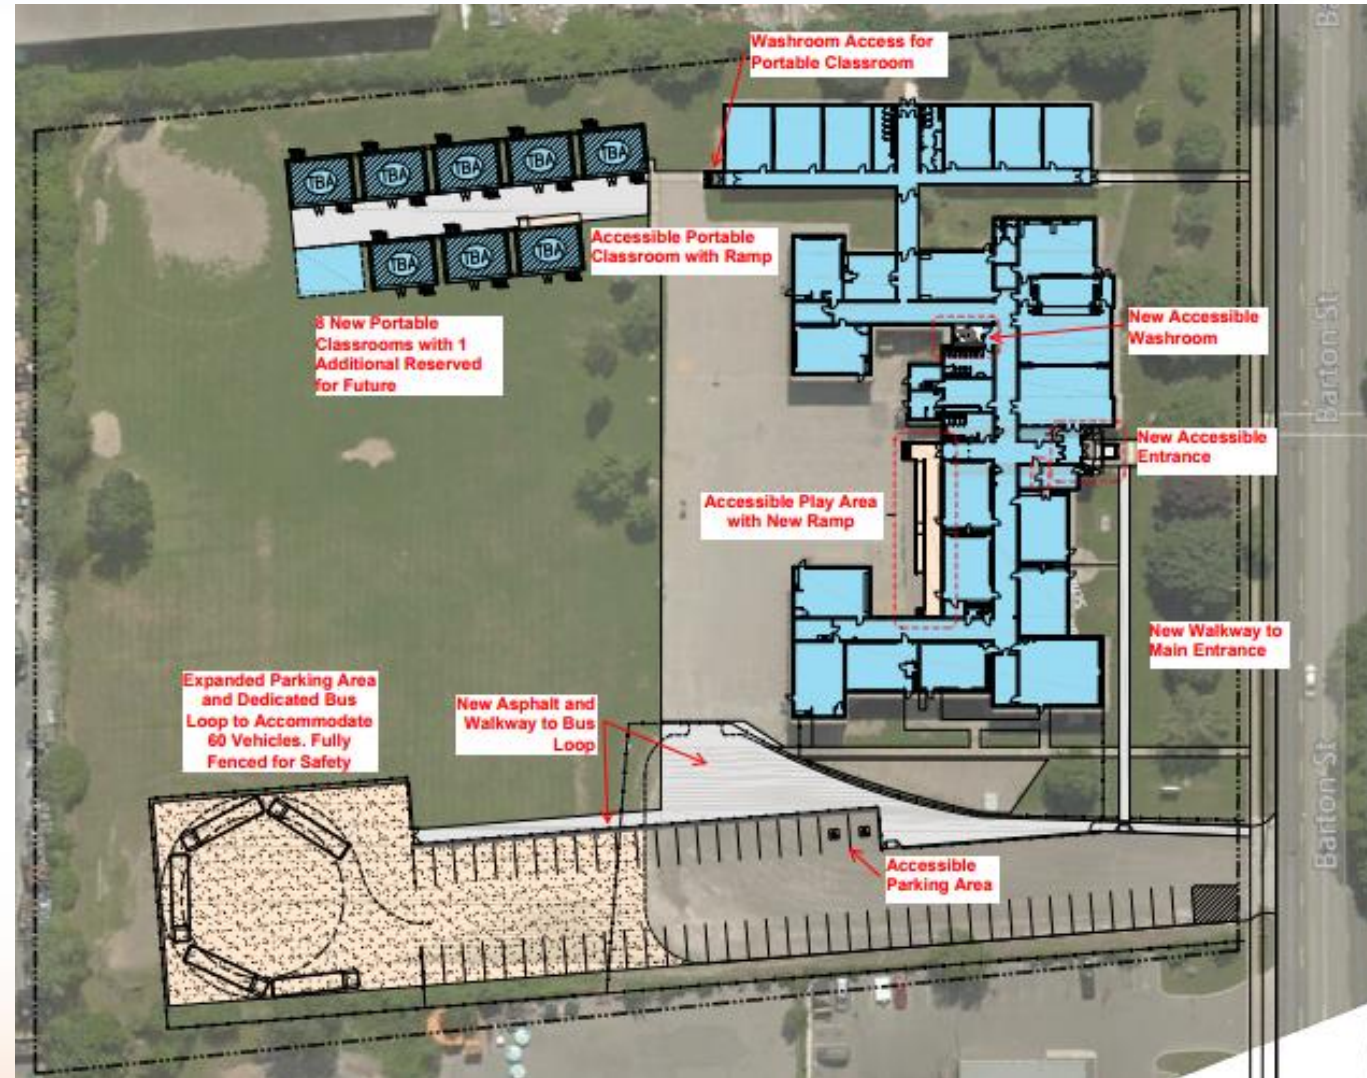 Washroom Access for
Portable Classroom
TBA
TBA
TBA
TBA
TBA
W
W
W
W
W
TBA
TBA
TBA
W
W
W
Accessible Portable
Classroom with Ramp
8 New Portable
Classrooms with 1
Additional Reserved
for Future
New Accessible
Washroom
Barton St
New Accessible
Entrance
Accessible Play Area
with New Ramp
New Walkway to
Main Entrance
Expanded Parking Area
and Dedicated Bus
Loop to Accommodate
60 Vehicles. Fully
Fenced for Safety
New Asphalt and
Walkway to Bus
Loop
Barton St
Accessible
Parking Area